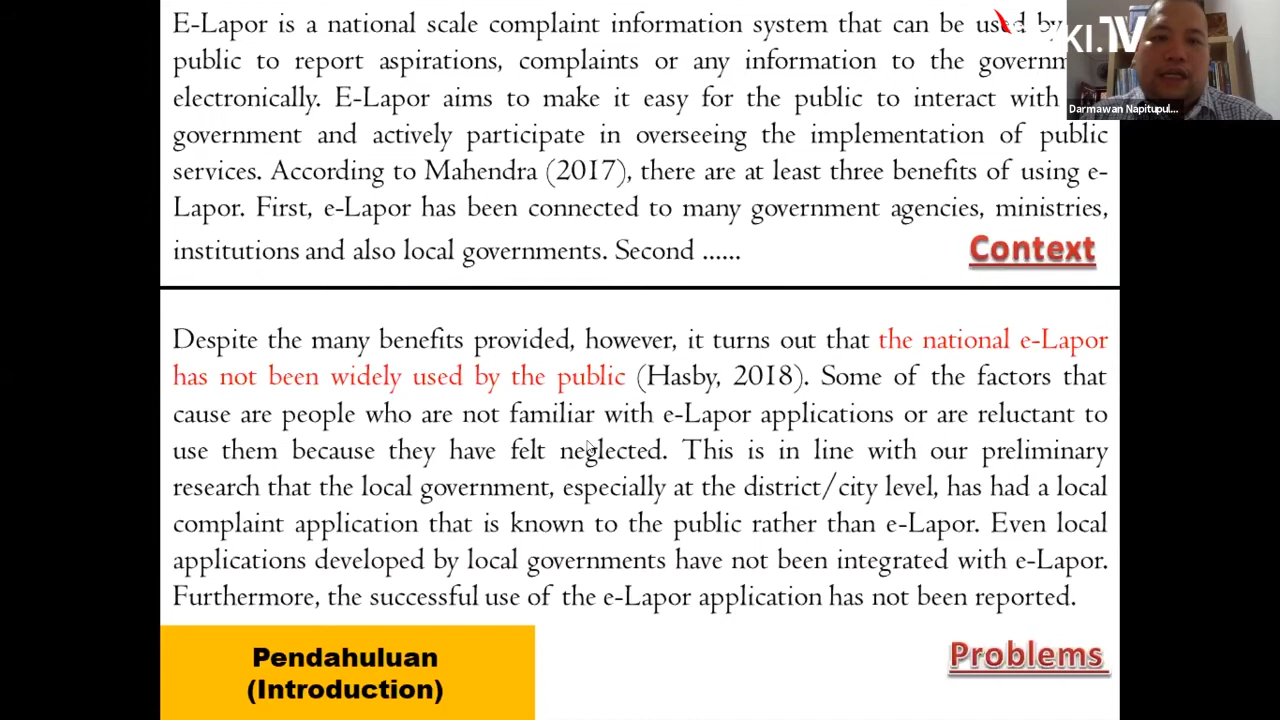 E-Lapor is a national scale complaint information system that can be used by
public to report aspirations, complaints or any information to the governm
electronically. E-Lapor aims to make it easy for the public to interact with
government and actively participate in overseeing the implementation of public
services. According to Mahendra (2017), there are at least three benefits of using e-
Lapor. First, e-Lapor has been connected to many government agencies, ministries,
institutions and also local governments. Second ......
Context
Despite the many benefits provided, however, it turns out that the national e-Lapor
has not been widely used by the public (Hasby, 2018). Some of the factors that
cause are people who are not familiar with e-Lapor applications or are reluctant to
use them because they have felt neglected. This is in line with our preliminary
research that the local government, especially at the district/city level, has had a local
complaint application that is known to the public rather than e-Lapor. Even local
applications developed by local governments have not been integrated with e-Lapor.
Furthermore, the successful use of the e-Lapor application has not been reported.
Problems
Pendahuluan
(Introduction)
Darmawan Napitupul...